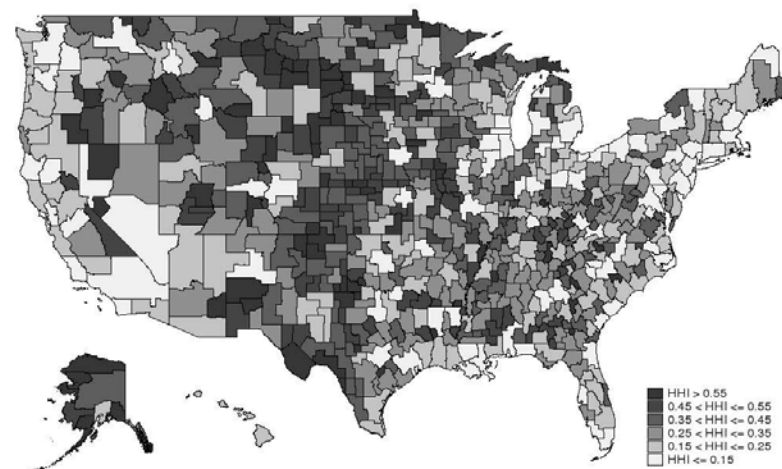 HHI > 0.55
0.45 < HHI <= 0.55
0.35 < HHI <= 0.45
0.25 < HHI <= 0.35
0.15 < HHI <= 0.25
HHI <= 0.15